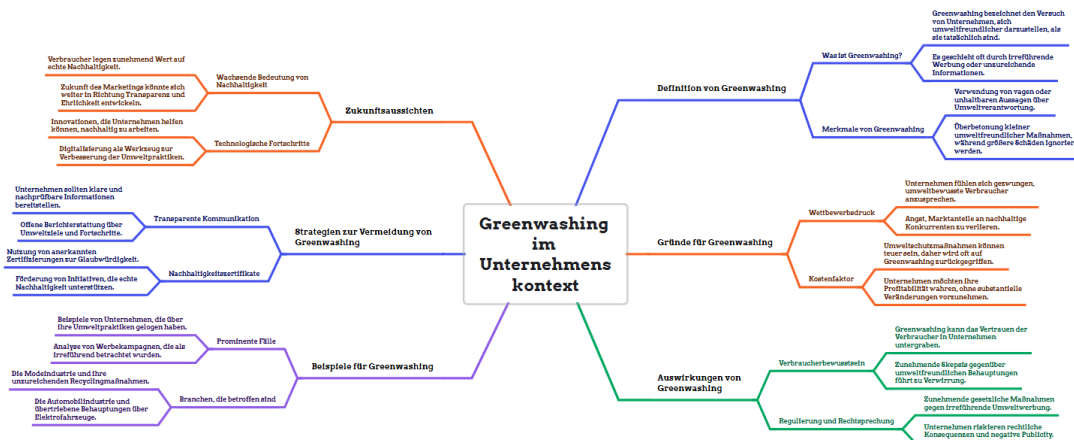 Greenwashing
im
Unternehmens
kontext
Definition von Greenwashing
Was ist Greenwashing?
Greenwashing bezeichnet den Versuch
von Unternehmen, sich
umweltfreundlicher darzustellen, als
sie tatsächlich sind.
Es geschieht oft durch irreführende
Werbung oder unzureichende
Informationen.
Merkmale von Greenwashing
Verwendung von vagen oder
unhaltbaren Aussagen über
Umweltverantwortung.
Überbetonung kleiner
umweltfreundlicher Maßnahmen,
während größere Schäden ignorier
werden.
Gründe für Greenwashing
Wettbewerbsdruck
Unternehmen fühlen sich gezwungen,
umweltbewusste Verbraucher
anzusprechen.
Angst, Marktanteile an nachhaltige
Konkurrenten zu verlieren.
Kostenfaktor
Umweltschutzmaßnahmen können
teuer sein, daher wird oft auf
Greenwashing zurückgegriffen.
Unternehmen möchten ihre
Profitabilität wahren, ohne substantielle
Veränderungen vorzunehmen.
Auswirkungen von
Greenwashing
Verbraucherbewusstsein
Greenwashing kann das Vertrauen der
Verbraucher in Unternehmen
untergraben.
Zunehmende Skepsis gegenüber
umweltfreundlichen Behauptungen
führt zu Verwirrung.
Regulierung und Rechtsprechung
Zunehmende gesetzliche Maßnahmen
gegen irreführende Umweltwerbung.
Unternehmen riskieren rechtliche
Konsequenzen und negative Publicity.
Zukunftsaussichten
Wachsende Bedeutung von
Nachhaltigkeit
Verbraucher legen zunehmend Wert auf
echte Nachhaltigkeit.
Zukunft des Marketings könnte sich
weiter in Richtung Transparenz und
Ehrlichkeit entwickeln.
Technologische Fortschritte
Innovationen, die Unternehmen helfen
können, nachhaltig zu arbeiten.
Digitalisierung als Werkzeug zur
Verbesserung der Umweltpraktiken.
Strategien zur Vermeidung von
Greenwashing
Transparente Kommunikation
Unternehmen sollten klare und
nachprüfbare Informationen
bereitstellen.
Offene Berichterstattung über
Umweltziele und Fortschritte.
Nachhaltigkeitszertifikate
Nutzung von anerkannten
Zertifizierungen zur Glaubwürdigkeit.
Förderung von Initiativen, die echte
Nachhaltigkeit unterstützen.
Beispiele für Greenwashing
Prominente Fälle
Beispiele von Unternehmen, die über
ihre Umweltpraktiken gelogen haben.
Analyse von Werbekampagnen, die als
irreführend betrachtet wurden.
Branchen, die betroffen sind
Die Modeindustrie und ihre
unzureichenden Recyclingmaßnahmen.
Die Automobilindustrie und
übertriebene Behauptungen über
Elektrofahrzeuge.